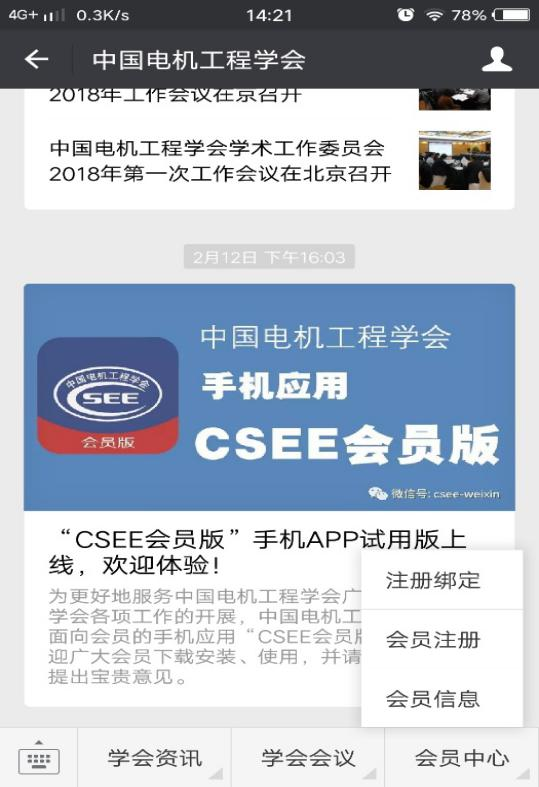 4G+ 0.3K/s 14:21 78%
中国电机工程学会
2018年工作会议在京召开
中国电机工程学会学术工作委员会
2018年第一次工作会议在北京召开
2月12日 下午16:03
中国电机工程学会
手机应用
CSEE会员版
中国电机工程学会
CSEE
会员版
微信号: csee-weixin
“CSEE会员版”手机APP试用版上
线，欢迎体验！
为更好地服务中国电机工程学会广
学会各项工作的开展，中国电机工
面向会员的手机应用“CSEE会员
迎广大会员下载安装、使用，并请
提出宝贵意见。
注册绑定
会员注册
会员信息
学会资讯 学会会议 会员中心